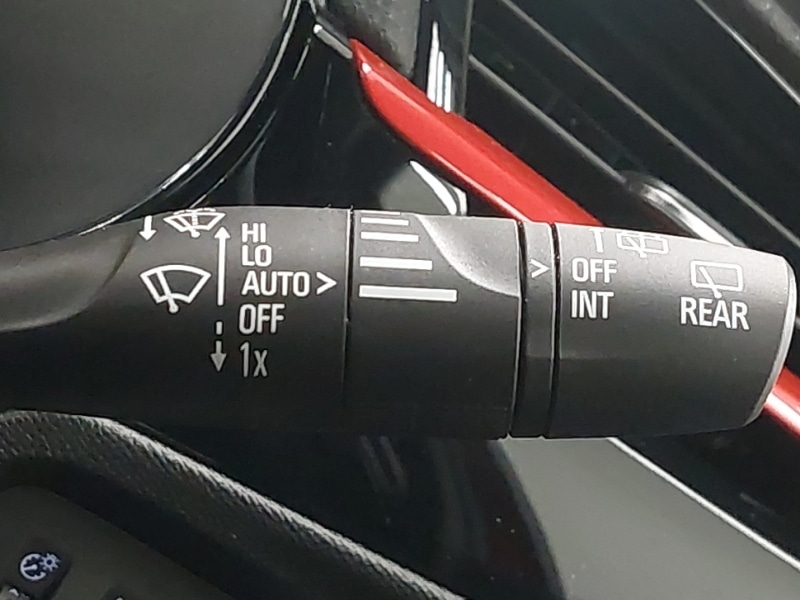 HI
LO
AUTO >
OFF
1x
> OFF
INT
REAR